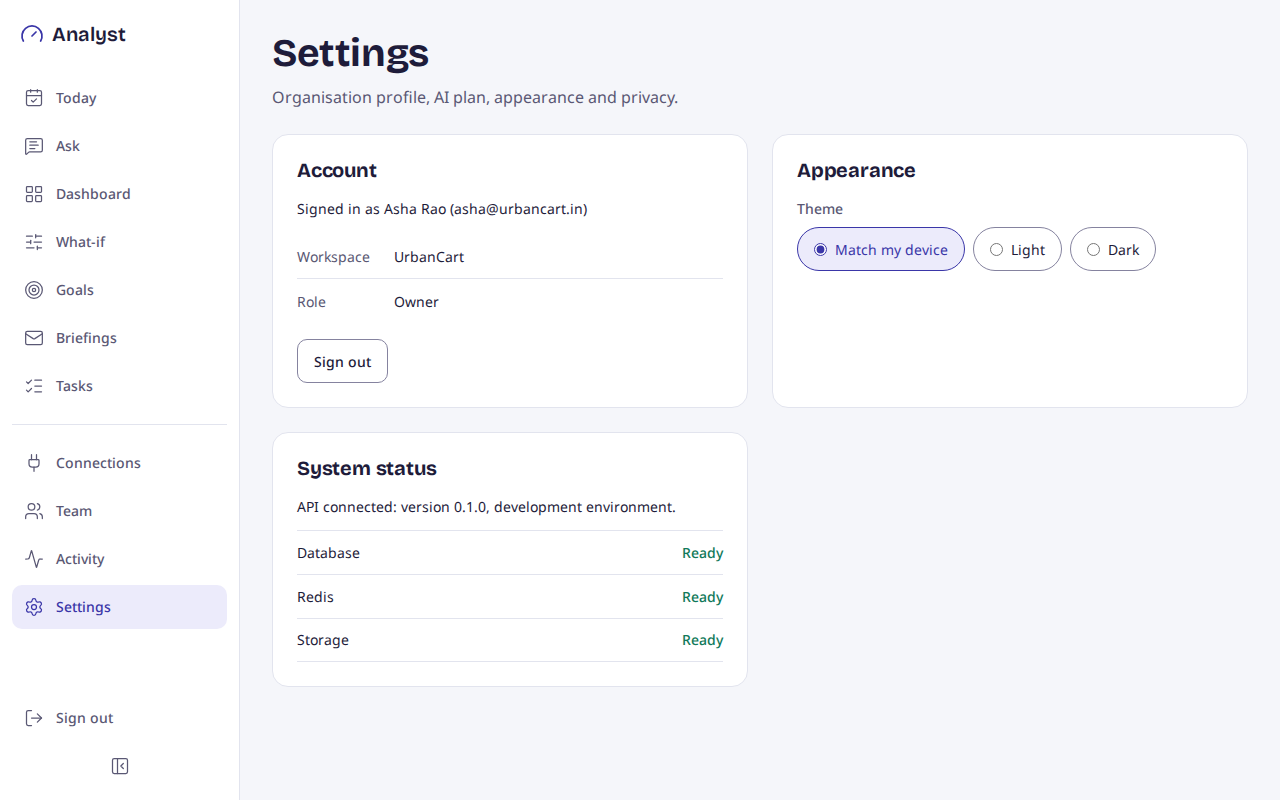 Analyst
Today
Ask
Dashboard
What-if
Goals
Briefings
Tasks
Connections
Team
Activity
Settings
Sign out
Settings
Organisation profile, AI plan, appearance and privacy.
Account
Signed in as Asha Rao (asha@urbancart.in)
Workspace UrbanCart
Role Owner
Sign out
Appearance
Theme
Match my device Light Dark
System status
API connected: version 0.1.0, development environment.
Database Ready
Redis Ready
Storage Ready